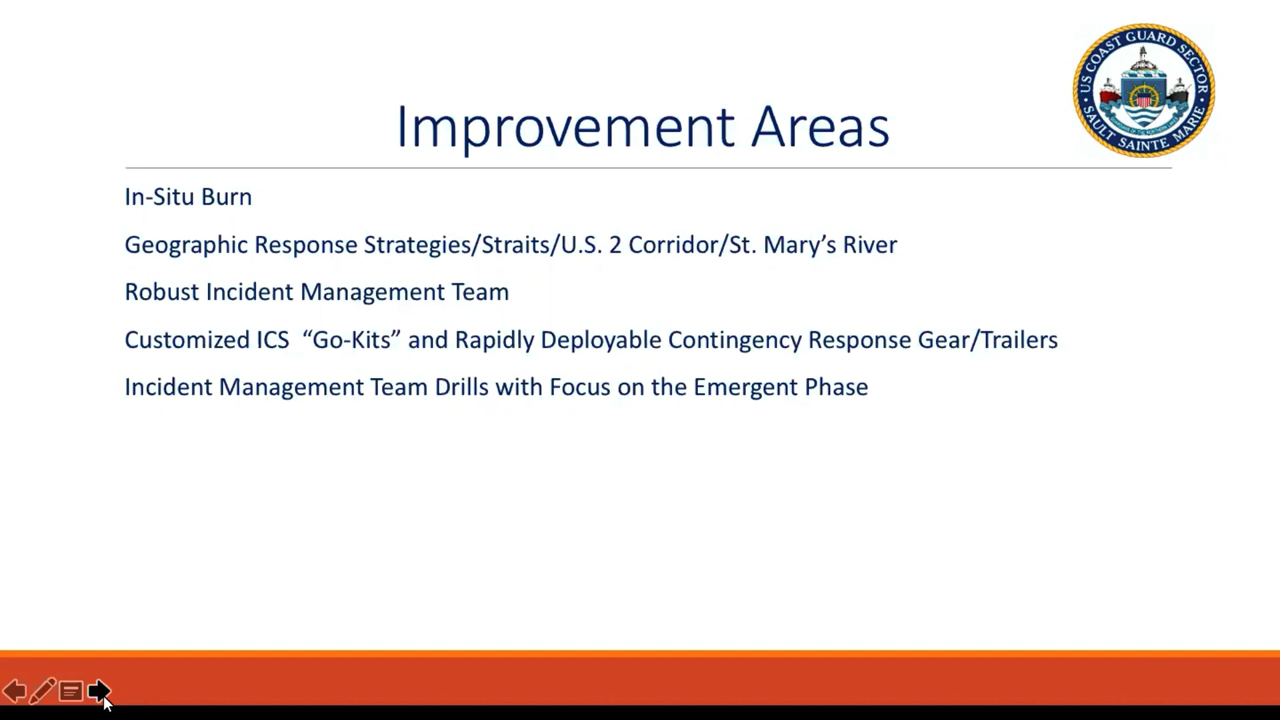 US COAST GUARD SECTOR
SAULT SAINTE MARIE
Improvement Areas
In-Situ Burn
Geographic Response Strategies/Straits/U.S. 2 Corridor/St. Mary’s River
Robust Incident Management Team
Customized ICS  “Go-Kits” and Rapidly Deployable Contingency Response Gear/Trailers
Incident Management Team Drills with Focus on the Emergent Phase